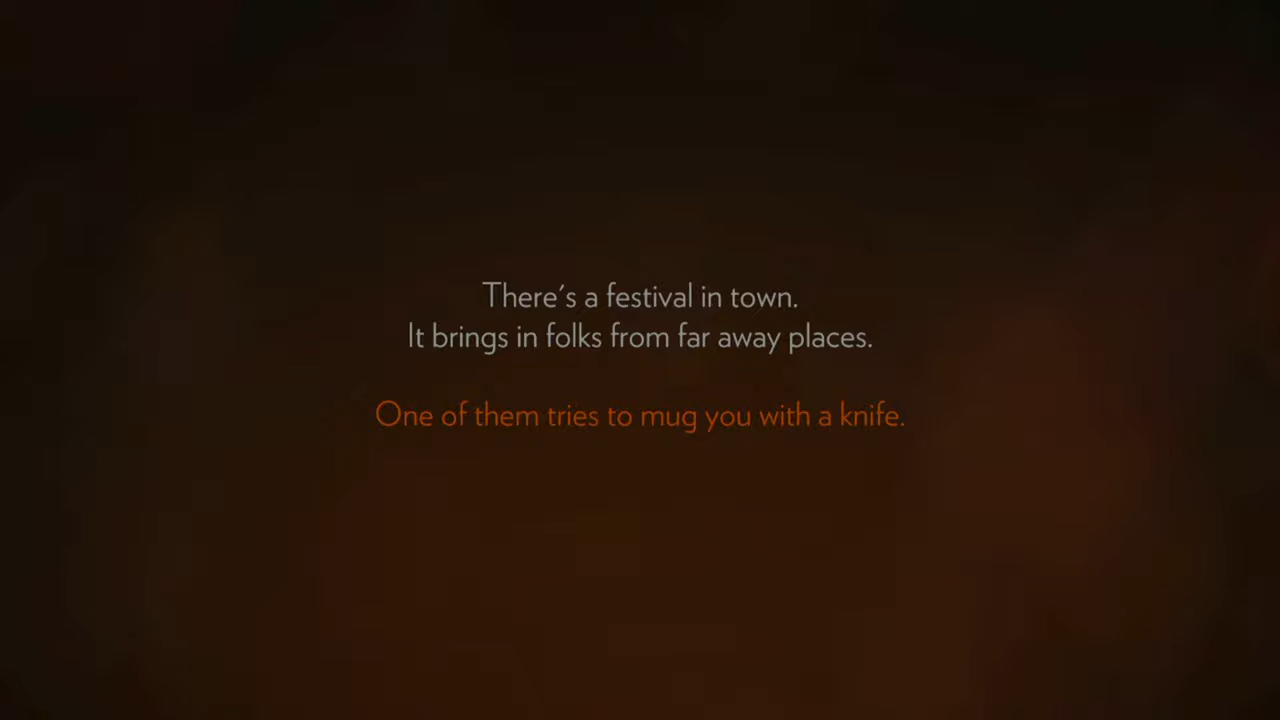 There's a festival in town.
It brings in folks from far away places.
One of them tries to mug you with a knife.